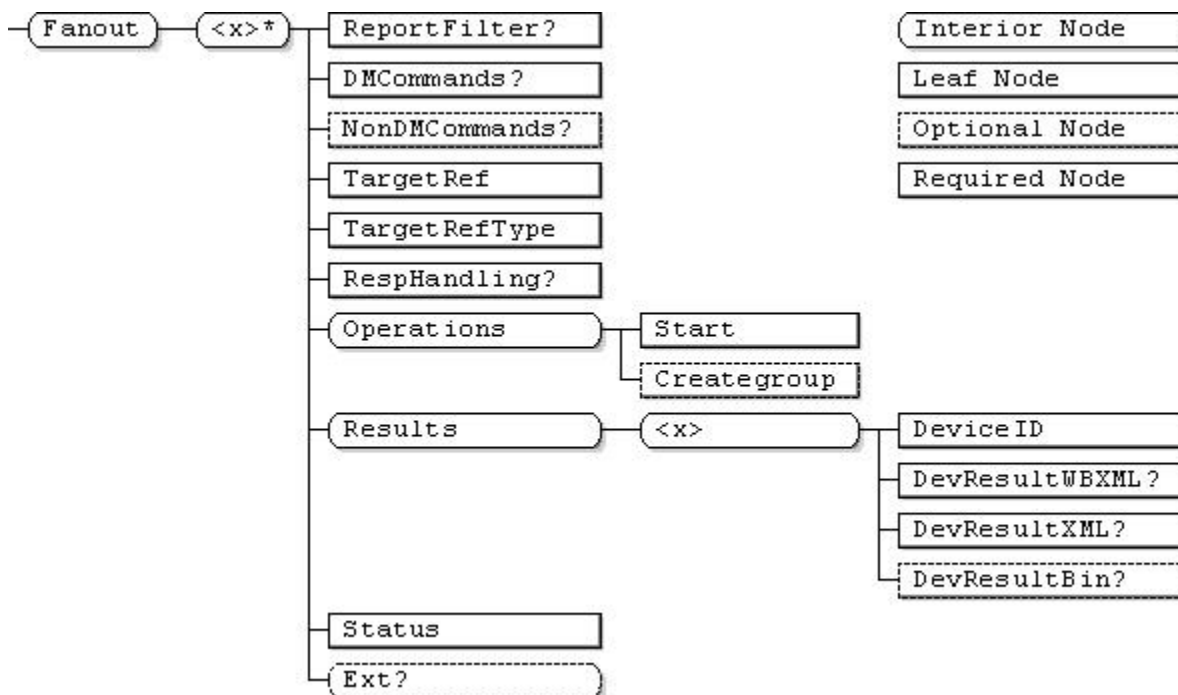 Fanout <x>* ReportFilter? Interior Node
DMCommands? Leaf Node
NonDMCommands? Optional Node
TargetRef Required Node
TargetRefType
RespHandling?
Operations Start
Creategroup
Results <x> DeviceID
DevResultWBXML?
DevResultXML?
DevResultBin?
Status
Ext?